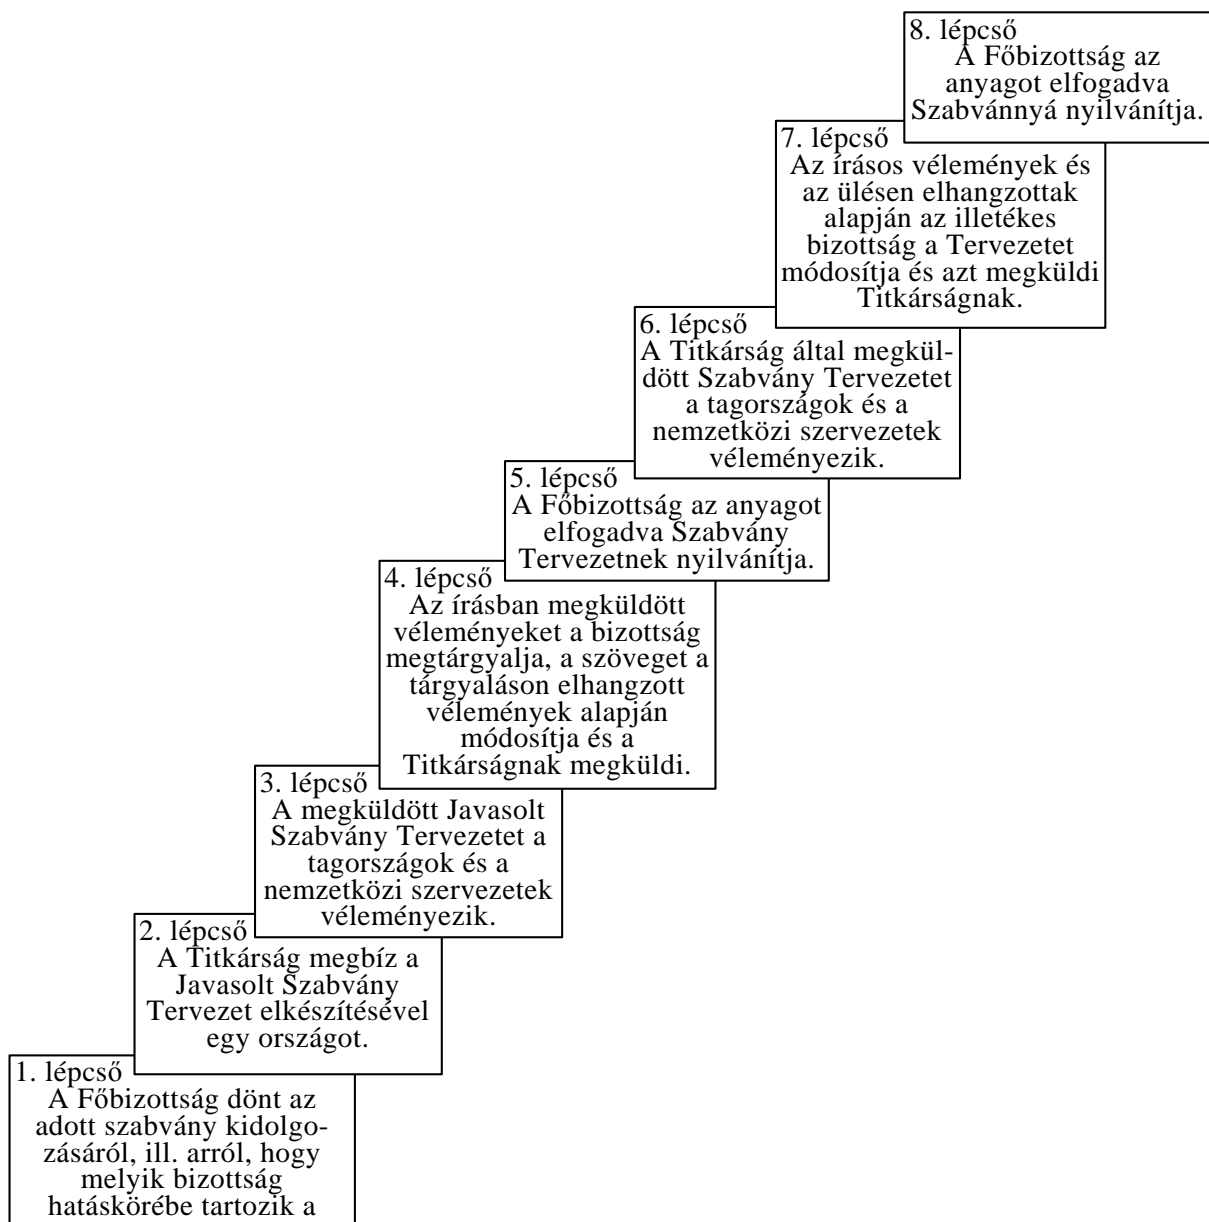 8. lépcső
A Főbizottság az
anyagot elfogadva
Szabvánnyá nyilvánítja.
7. lépcső
Az írásos vélemények és
az ülésen elhangzottak
alapján az illetékes
bizottság a Tervezetet
módosítja és azt megküldi
Titkárságnak.
6. lépcső
A Titkárság által megkül-
dött Szabvány Tervezetet
a tagországok és a
nemzetközi szervezetek
véleményezik.
5. lépcső
A Főbizottság az anyagot
elfogadva Szabvány
Tervezetnek nyilvánítja.
4. lépcső
Az írásban megküldött
véleményeket a bizottság
megtárgyalja, a szöveget a
tárgyaláson elhangzott
vélemények alapján
módosítja és a
Titkárságnak megküldi.
3. lépcső
A megküldött Javasolt
Szabvány Tervezetet a
tagországok és a
nemzetközi szervezetek
véleményezik.
2. lépcső
A Titkárság megbíz a
Javasolt Szabvány
Tervezet elkészítésével
egy országot.
1. lépcső
A Főbizottság dönt az
adott szabvány kidolgo-
zásáról, ill. arról, hogy
melyik bizottság
hatáskörébe tartozik a